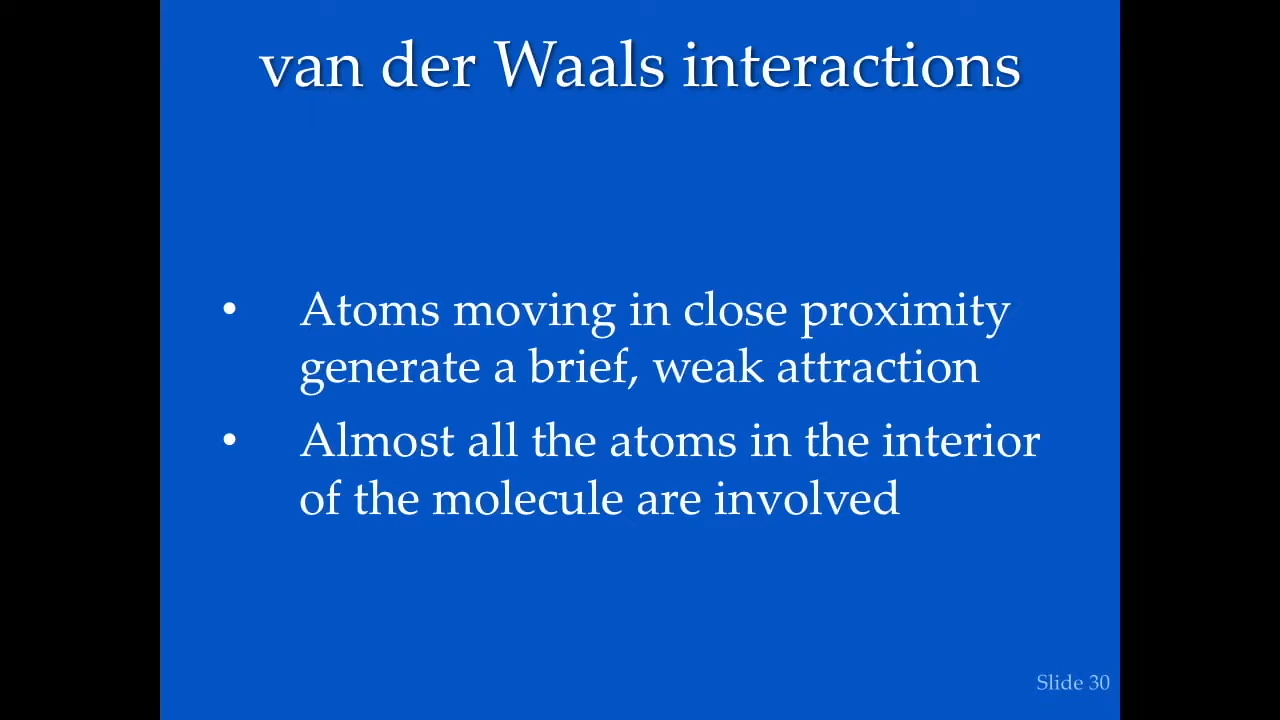 van der Waals interactions
• Atoms moving in close proximity
generate a brief, weak attraction
• Almost all the atoms in the interior
of the molecule are involved
Slide 30